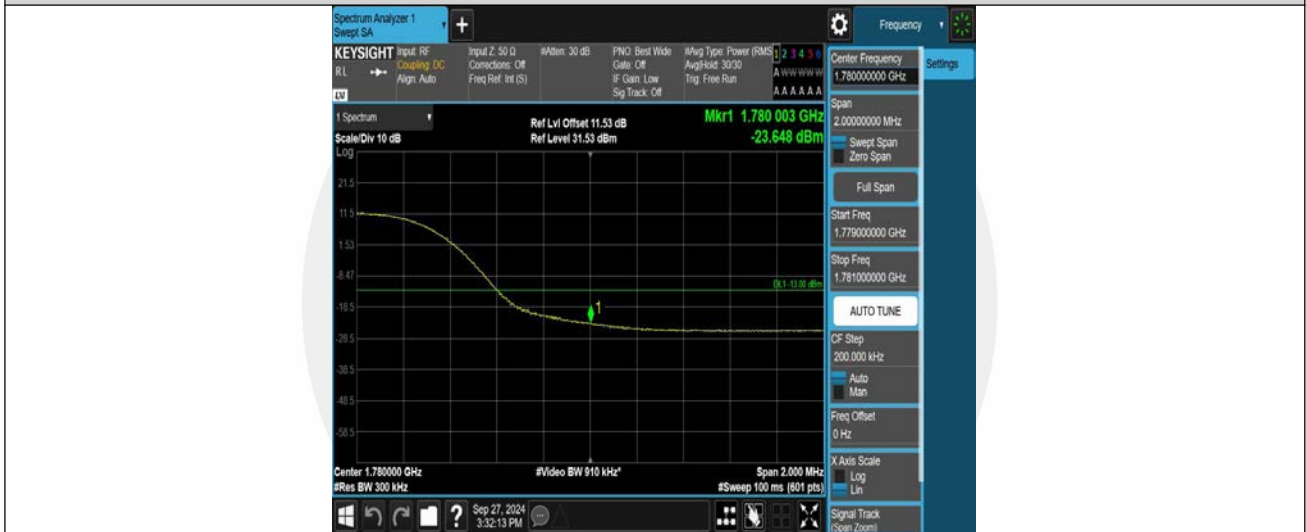 Spectrum Analyzer 1
Swept SA
Frequency
KEYSIGHT
RL
Input: RF
Coupling: DC
Align: Auto
Input Z: 50 Ω
Corrections: Off
Freq Ref: Int (S)
#Atten: 30 dB
PNO: Best Wide
Gate: Off
IF Gain: Low
Sig Track: Off
#Avg Type: Power (RMS
Avg|Hold: 30/30
Trig: Free Run
1 2 3 4 5 6
A W W W W W
A A A A A A
1 Spectrum
Scale/Div 10 dB
Log
Ref Lvl Offset 11.53 dB
Ref Level 31.53 dBm
Mkr1 1.780 003 GHz
-23.648 dBm
21.5
11.5
1.53
-8.47
-18.5
-28.5
-38.5
-48.5
-58.5
DL1 -13.00 dBm
1
Center 1.780000 GHz
#Res BW 300 kHz
#Video BW 910 kHz*
Span 2.000 MHz
#Sweep 100 ms (601 pts)
Sep 27, 2024
3:32:13 PM
Center Frequency
1.780000000 GHz
Settings
Span
2.00000000 MHz
Swept Span
Zero Span
Full Span
Start Freq
1.779000000 GHz
Stop Freq
1.781000000 GHz
AUTO TUNE
CF Step
200.000 kHz
Auto
Man
Freq Offset
0 Hz
X Axis Scale
Log
Lin
Signal Track
(Span Zoom)